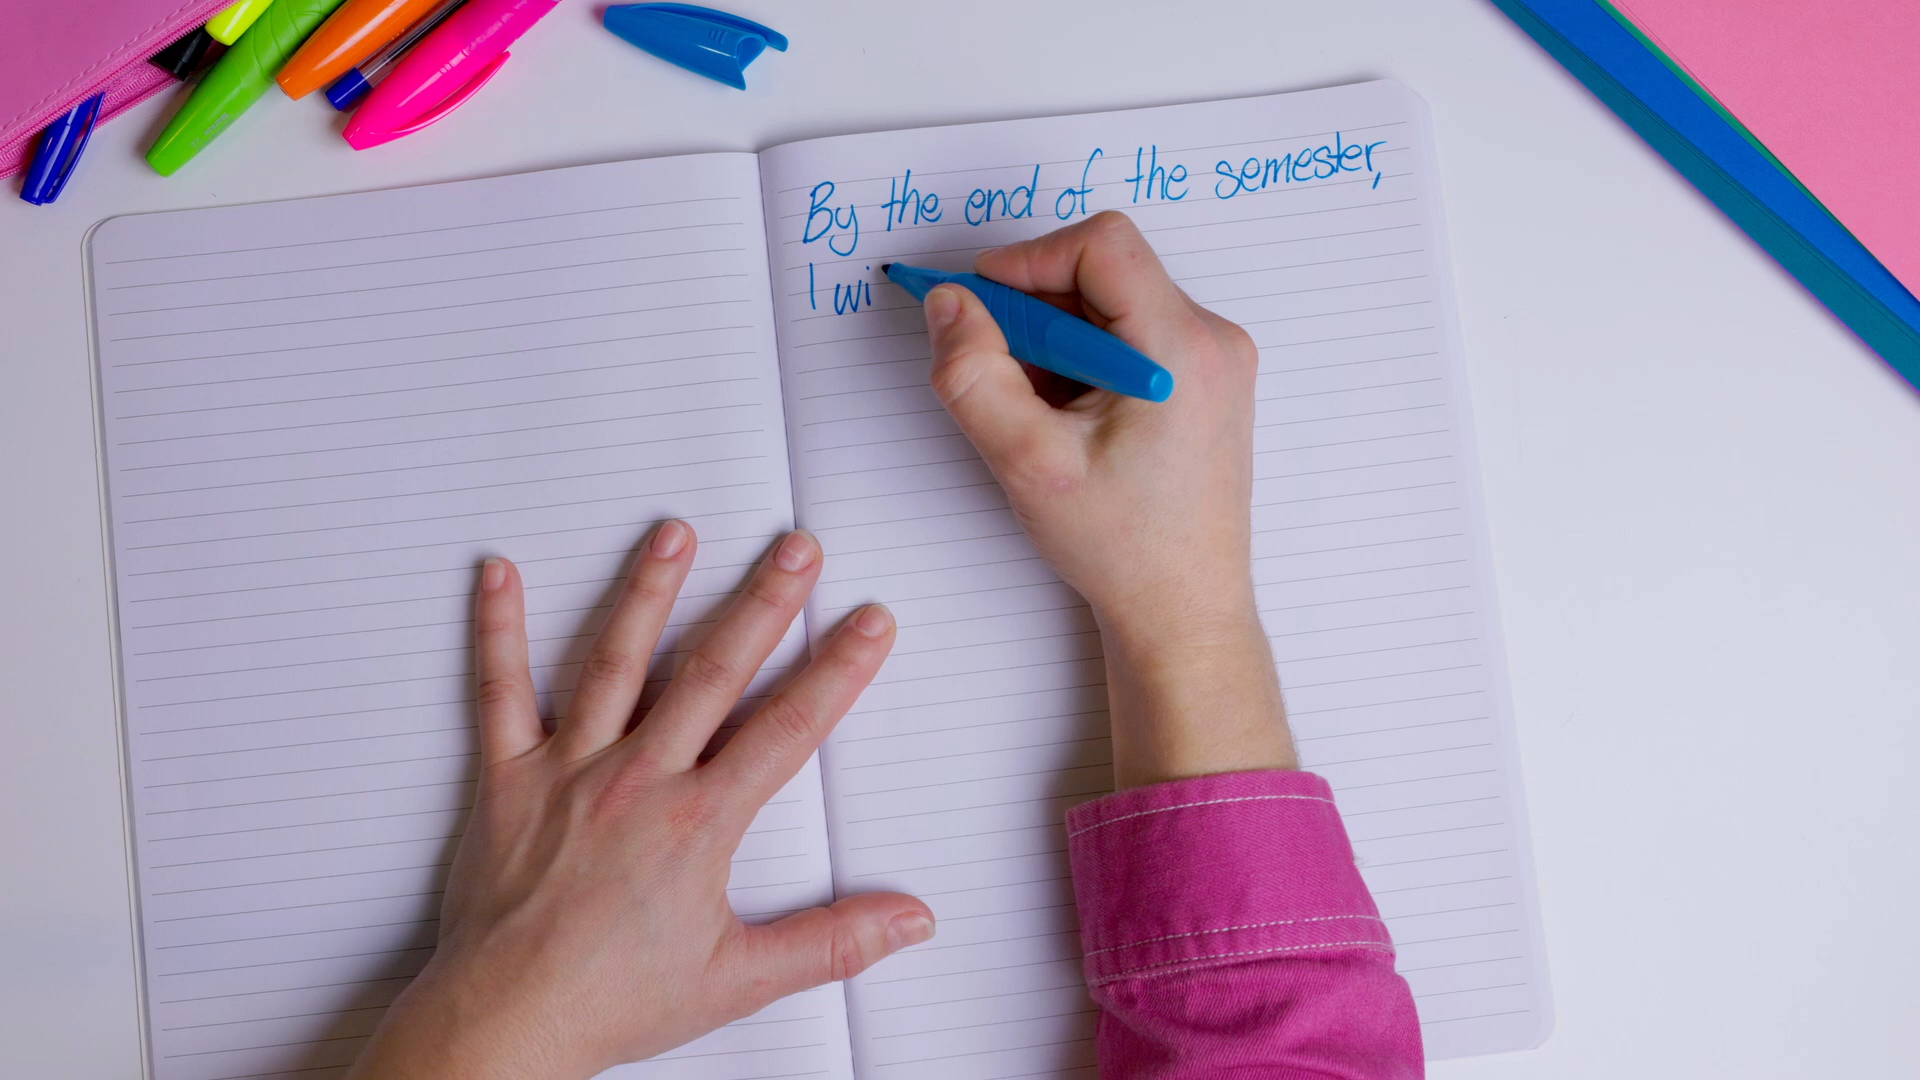 By the end of the semester,
I wi